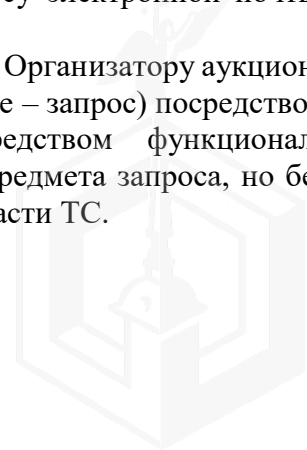 Организатору аукцион
е – запрос) посредство
редством функционал
редмета запроса, но бе
асти ТС.